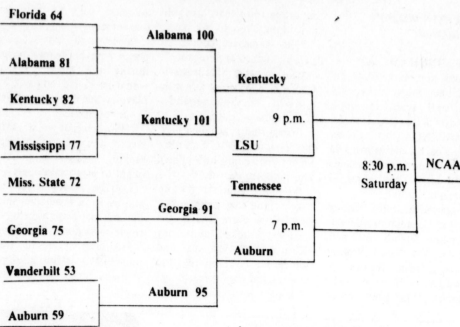 Florida 64
Alabama 100
Alabama 81
Kentucky
Kentucky 82
9 p.m.
Kentucky 101
Mississippi 77
LSU
8:30 p.m.
NCAA
Saturday
Miss. State 72
Tennessee
Georgia 91
7 p.m.
Georgia 75
Auburn
Vanderbilt 53
Auburn 95
Auburn 59